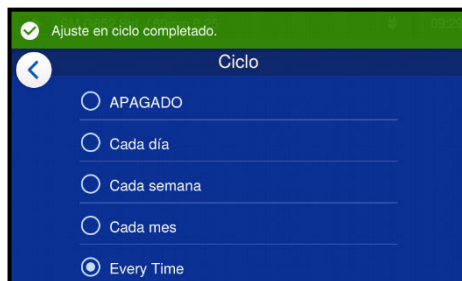 Ajuste en ciclo completado.
Ciclo
APAGADO
Cada día
Cada semana
Cada mes
Every Time